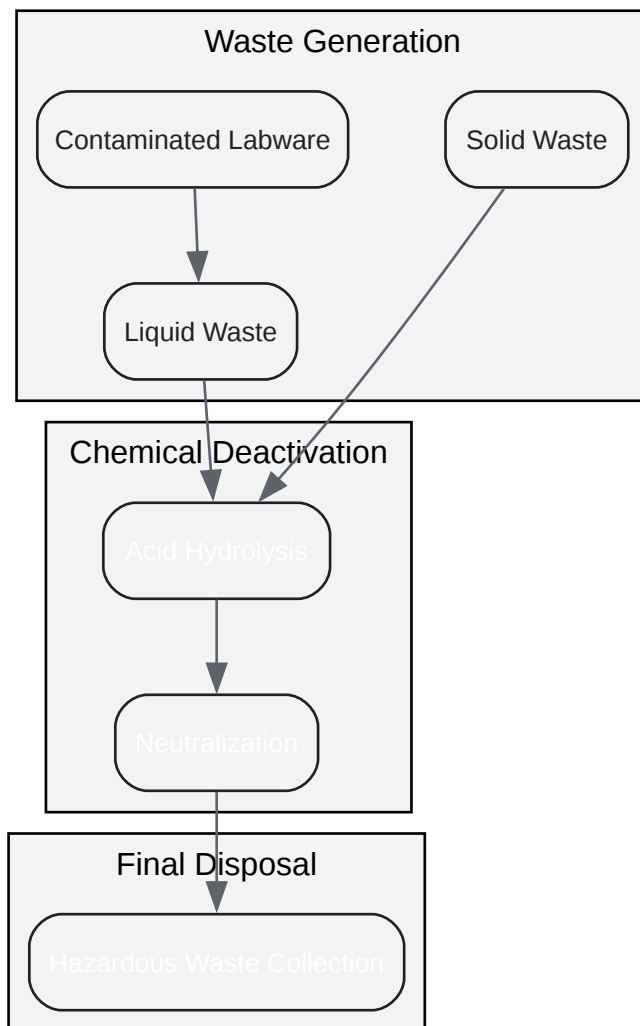 Waste Generation
Contaminated Labware
Solid Waste
Liquid Waste
Chemical Deactivation
Acid Hydrolysis
Neutralization
Final Disposal
Hazardous Waste Collection